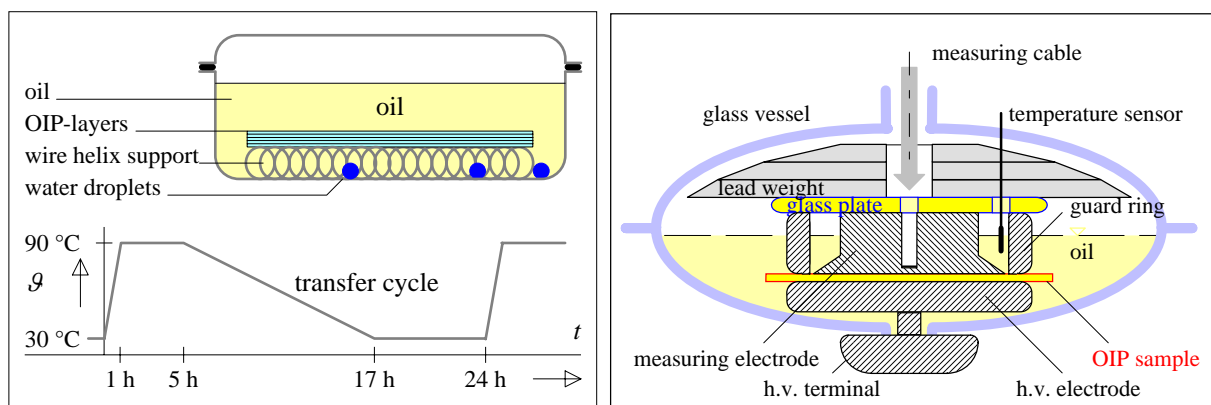 oil
oil
OIP-layers
wire helix support
water droplets
90 °C
ϑ
transfer cycle
30 °C
t
1 h
5 h
17 h
24 h
measuring cable
glass vessel
temperature sensor
lead weight
glass plate
guard ring
oil
measuring electrode
OIP sample
h.v. terminal
h.v. electrode